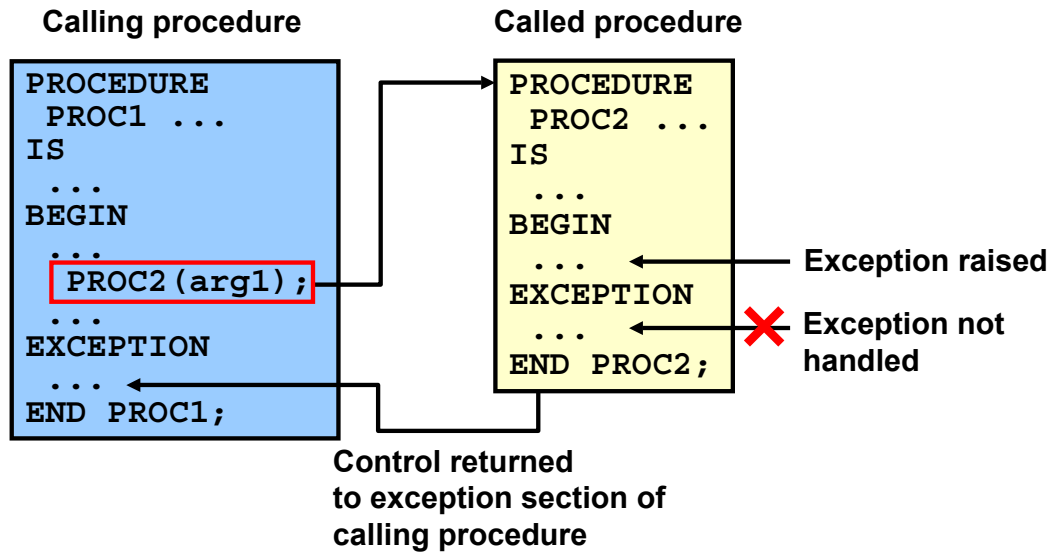 Calling procedure
PROCEDURE
PROC1 ...
IS
...
BEGIN
...
PROC2(arg1);
...
EXCEPTION
...
END PROC1;
Called procedure
PROCEDURE
PROC2 ...
IS
...
BEGIN
...
EXCEPTION
...
END PROC2;
Exception raised
Exception not
handled
Control returned
to exception section of
calling procedure